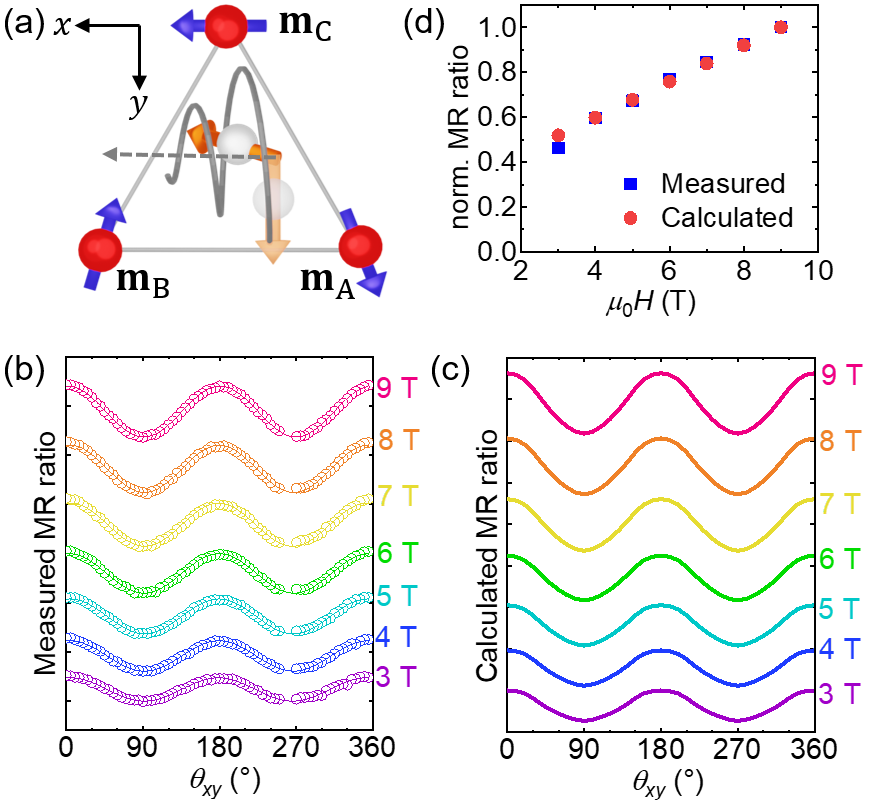 (a)
x
y
m_C
m_B
m_A
(d)
norm. MR ratio
1.0
0.8
0.6
0.4
0.2
0.0
Measured
Calculated
2 4 6 8 10
μ₀H (T)
(b)
Measured MR ratio
9 T
8 T
7 T
6 T
5 T
4 T
3 T
0 90 180 270 360
θ_xy (°)
(c)
Calculated MR ratio
9 T
8 T
7 T
6 T
5 T
4 T
3 T
0 90 180 270 360
θ_xy (°)